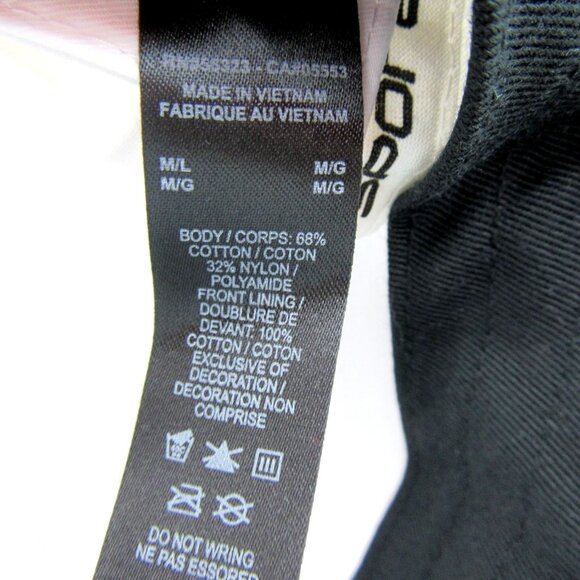 MADE IN VIETNAM
FABRIQUE AU VIETNAM
M/L M/G
M/G M/G
BODY / CORPS: 68%
COTTON / COTON
32% NYLON /
POLYAMIDE
FRONT LINING /
DOUBLURE DE
DEVANT: 100%
COTTON / COTON
EXCLUSIVE OF
DECORATION /
DECORATION NON
COMPRISE
DO NOT WRING
NE PAS ESSORER